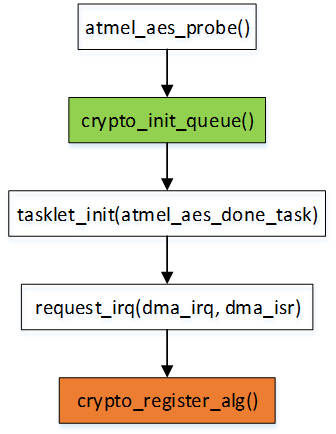 atmel_aes_probe()
crypto_init_queue()
tasklet_init(atmel_aes_done_task)
request_irq(dma_irq, dma_isr)
crypto_register_alg()